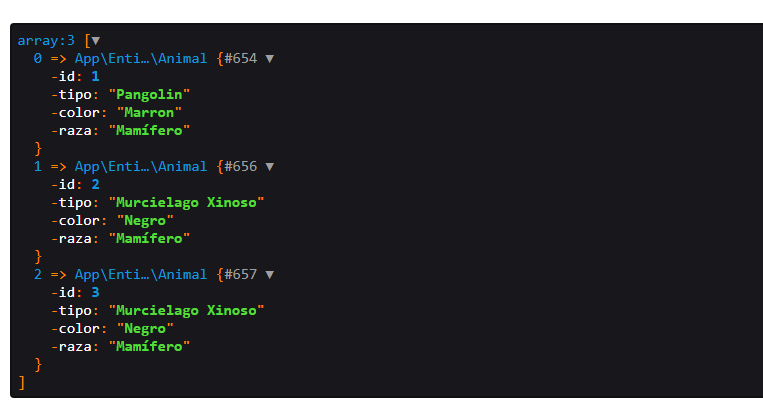 array:3 [▼
  0 => App\Enti…\Animal {#654 ▼
    -id: 1
    -tipo: "Pangolin"
    -color: "Marron"
    -raza: "Mamífero"
  }
  1 => App\Enti…\Animal {#656 ▼
    -id: 2
    -tipo: "Murcielago Xinoso"
    -color: "Negro"
    -raza: "Mamífero"
  }
  2 => App\Enti…\Animal {#657 ▼
    -id: 3
    -tipo: "Murcielago Xinoso"
    -color: "Negro"
    -raza: "Mamífero"
  }
]